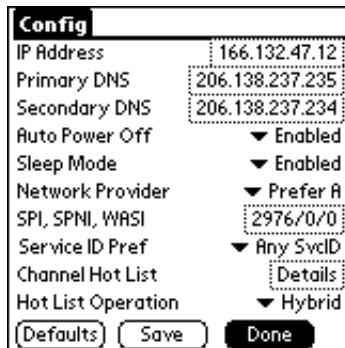 Config
IP Address 166.132.47.12
Primary DNS 206.138.237.235
Secondary DNS 206.138.237.234
Auto Power Off Enabled
Sleep Mode Enabled
Network Provider Prefer A
SPI, SPNI, WASI 2976/0/0
Service ID Pref Any SvcID
Channel Hot List Details
Hot List Operation Hybrid
Defaults Save Done